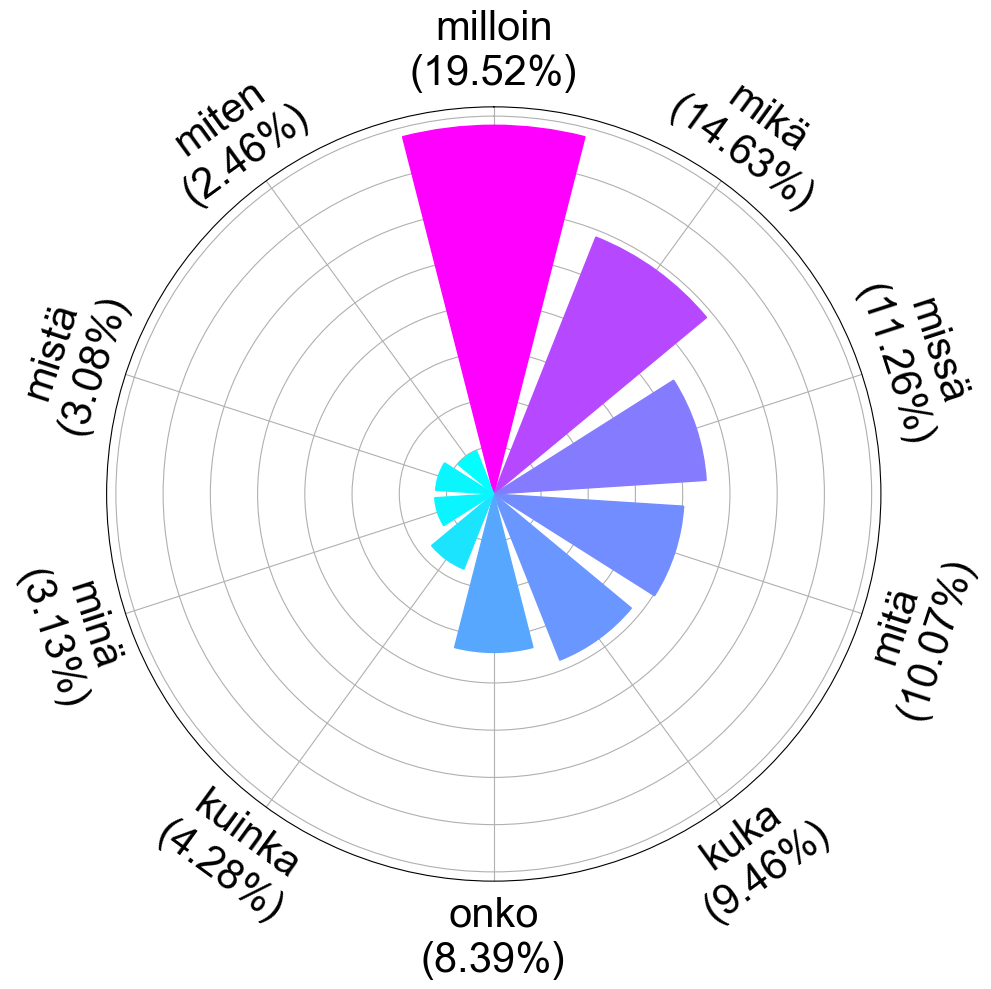 milloin
(19.52%)
mikä
(14.63%)
missä
(11.26%)
mitä
(10.07%)
kuka
(9.46%)
onko
(8.39%)
kuinka
(4.28%)
minä
(3.13%)
mistä
(3.08%)
miten
(2.46%)